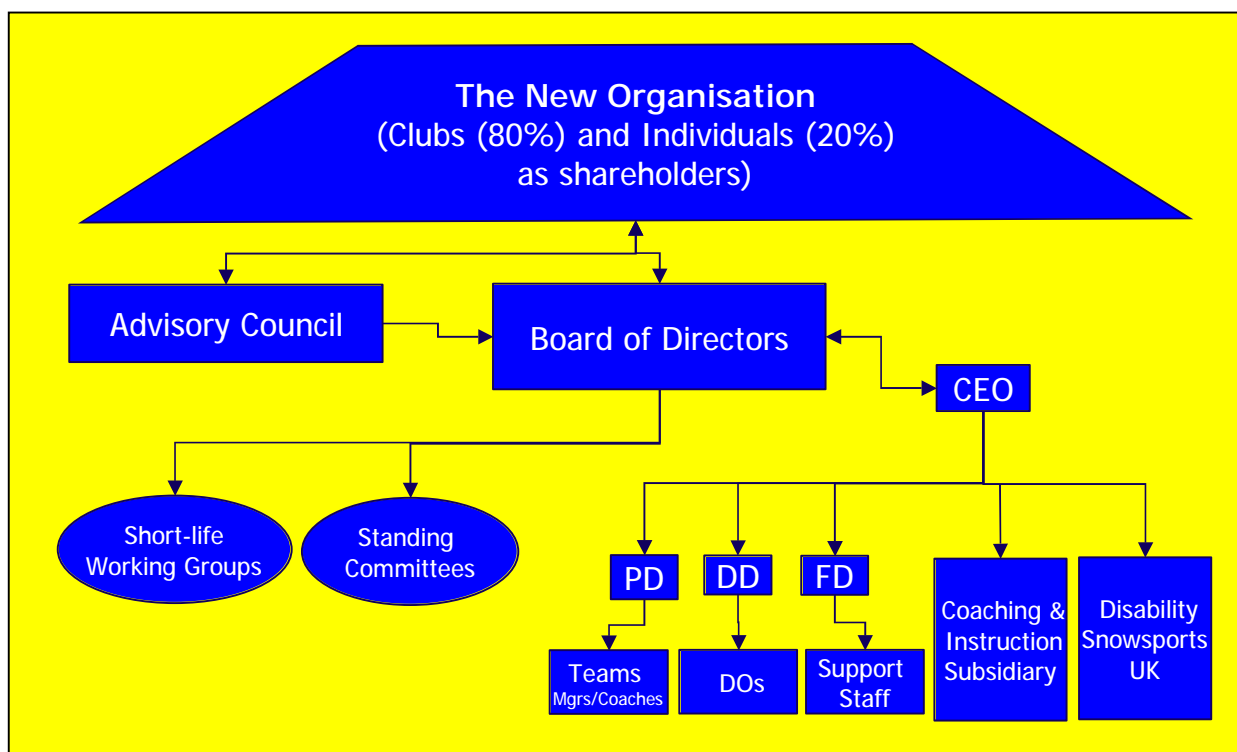 The New Organisation
(Clubs (80%) and Individuals (20%)
as shareholders)
Advisory Council
Board of Directors
CEO
Short-life
Working Groups
Standing
Committees
PD
DD
FD
Coaching &
Instruction
Subsidiary
Disability
Snowsports
UK
Teams
Mgrs/Coaches
DOs
Support
Staff